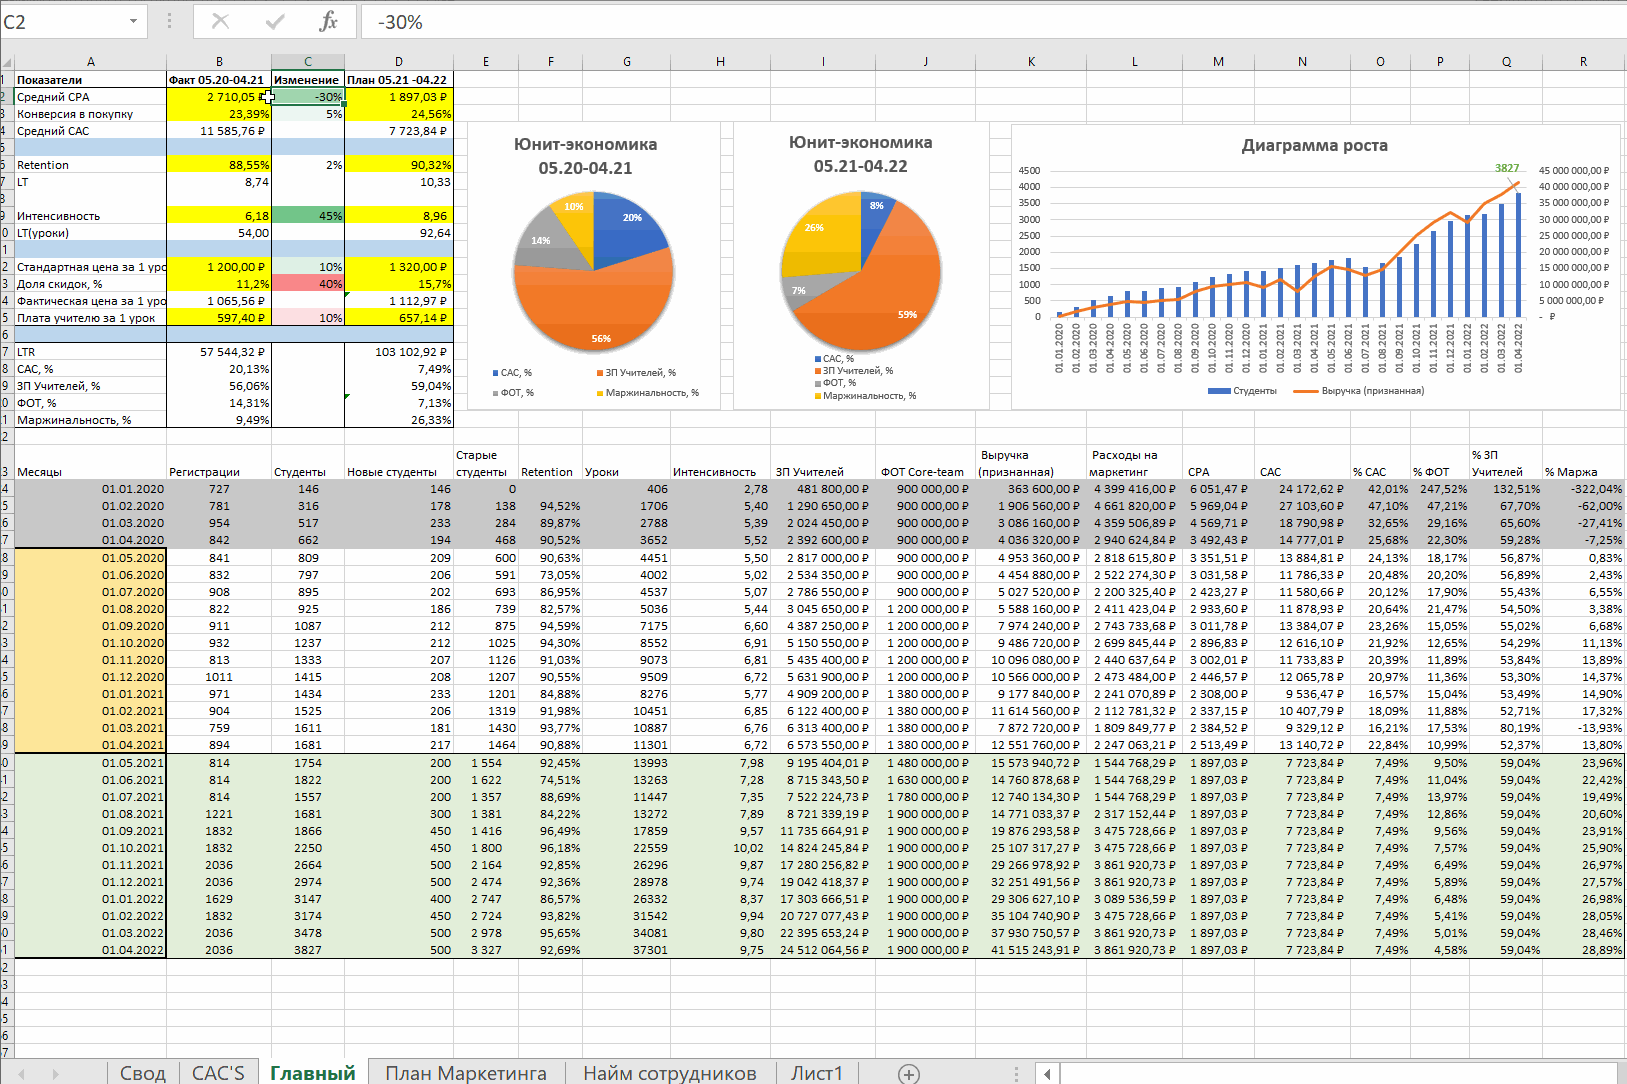 C2 fx -30%
A B C D E F G H I J K L M N O P Q R
1 Показатели Факт 05.20-04.21 Изменение План 05.21 -04.22
2 Средний CPA 2 710,05 ₽ -30% 1 897,03 ₽
3 Конверсия в покупку 23,39% 5% 24,56%
4 Средний CAC 11 585,76 ₽ 7 723,84 ₽
5
6 Retention 88,55% 2% 90,32%
7 LT 8,74 10,33
8
9 Интенсивность 6,18 45% 8,96
0 LT(уроки) 54,00 92,64
1
2 Стандартная цена за 1 уро 1 200,00 ₽ 10% 1 320,00 ₽
3 Доля скидок, % 11,2% 40% 15,7%
4 Фактическая цена за 1 уро 1 065,56 ₽ 1 112,97 ₽
5 Плата учителю за 1 урок 597,40 ₽ 10% 657,14 ₽
6
7 LTR 57 544,32 ₽ 103 102,92 ₽
8 CAC, % 20,13% 7,49%
9 ЗП Учителей, % 56,06% 59,04%
0 ФОТ, % 14,31% 7,13%
1 Маржинальность, % 9,49% 26,33%
2
Юнит-экономика
05.20-04.21
10%
20%
14%
56%
CAC, % ЗП Учителей, %
ФОТ, % Маржинальность, %
Юнит-экономика
05.21-04.22
8%
26%
7%
59%
CAC, %
ЗП Учителей, %
ФОТ, %
Маржинальность, %
Диаграмма роста
3827
4500 45 000 000,00 ₽
4000 40 000 000,00 ₽
3500 35 000 000,00 ₽
3000 30 000 000,00 ₽
2500 25 000 000,00 ₽
2000 20 000 000,00 ₽
1500 15 000 000,00 ₽
1000 10 000 000,00 ₽
500 5 000 000,00 ₽
0 - ₽
01.01.2020 01.02.2020 01.03.2020 01.04.2020 01.05.2020 01.06.2020 01.07.2020 01.08.2020 01.09.2020 01.10.2020 01.11.2020 01.12.2020 01.01.2021 01.02.2021 01.03.2021 01.04.2021 01.05.2021 01.06.2021 01.07.2021 01.08.2021 01.09.2021 01.10.2021 01.11.2021 01.12.2021 01.01.2022 01.02.2022 01.03.2022 01.04.2022
Студенты Выручка (признанная)
3 Месяцы Регистрации Студенты Новые студенты Старые студенты Retention Уроки Интенсивность ЗП Учителей ФОТ Core-team Выручка (признанная) Расходы на маркетинг CPA CAC % CAC % ФОТ % ЗП Учителей % Маржа
4 01.01.2020 727 146 146 0 406 2,78 481 800,00 ₽ 900 000,00 ₽ 363 600,00 ₽ 4 399 416,00 ₽ 6 051,47 ₽ 24 172,62 ₽ 42,01% 247,52% 132,51% -322,04%
5 01.02.2020 781 316 178 138 94,52% 1706 5,40 1 290 650,00 ₽ 900 000,00 ₽ 1 906 560,00 ₽ 4 661 820,00 ₽ 5 969,04 ₽ 27 103,60 ₽ 47,10% 47,21% 67,70% -62,00%
6 01.03.2020 954 517 233 284 89,87% 2788 5,39 2 024 450,00 ₽ 900 000,00 ₽ 3 086 160,00 ₽ 4 359 506,89 ₽ 4 569,71 ₽ 18 790,98 ₽ 32,65% 29,16% 65,60% -27,41%
7 01.04.2020 842 662 194 468 90,52% 3652 5,52 2 392 600,00 ₽ 900 000,00 ₽ 4 036 320,00 ₽ 2 940 624,84 ₽ 3 492,43 ₽ 14 777,01 ₽ 25,68% 22,30% 59,28% -7,25%
8 01.05.2020 841 809 209 600 90,63% 4451 5,50 2 817 000,00 ₽ 900 000,00 ₽ 4 953 360,00 ₽ 2 818 615,80 ₽ 3 351,51 ₽ 13 884,81 ₽ 24,13% 18,17% 56,87% 0,83%
9 01.06.2020 832 797 206 591 73,05% 4002 5,02 2 534 350,00 ₽ 900 000,00 ₽ 4 454 880,00 ₽ 2 522 274,30 ₽ 3 031,58 ₽ 11 786,33 ₽ 20,48% 20,20% 56,89% 2,43%
0 01.07.2020 908 895 202 693 86,95% 4537 5,07 2 786 550,00 ₽ 900 000,00 ₽ 5 027 520,00 ₽ 2 200 325,40 ₽ 2 423,27 ₽ 11 580,66 ₽ 20,12% 17,90% 55,43% 6,55%
1 01.08.2020 822 925 186 739 82,57% 5036 5,44 3 045 650,00 ₽ 1 200 000,00 ₽ 5 588 160,00 ₽ 2 411 423,04 ₽ 2 933,60 ₽ 11 878,93 ₽ 20,64% 21,47% 54,50% 3,38%
2 01.09.2020 911 1087 212 875 94,59% 7175 6,60 4 387 250,00 ₽ 1 200 000,00 ₽ 7 974 240,00 ₽ 2 743 733,68 ₽ 3 011,78 ₽ 13 384,07 ₽ 23,26% 15,05% 55,02% 6,68%
3 01.10.2020 932 1237 212 1025 94,30% 8552 6,91 5 150 550,00 ₽ 1 200 000,00 ₽ 9 486 720,00 ₽ 2 699 845,44 ₽ 2 896,83 ₽ 12 616,10 ₽ 21,92% 12,65% 54,29% 11,13%
4 01.11.2020 813 1333 207 1126 91,03% 9073 6,81 5 435 400,00 ₽ 1 200 000,00 ₽ 10 096 080,00 ₽ 2 440 637,64 ₽ 3 002,01 ₽ 11 733,83 ₽ 20,39% 11,89% 53,84% 13,89%
5 01.12.2020 1011 1415 208 1207 90,55% 9509 6,72 5 631 900,00 ₽ 1 200 000,00 ₽ 10 566 000,00 ₽ 2 473 484,00 ₽ 2 446,57 ₽ 12 065,78 ₽ 20,97% 11,36% 53,30% 14,37%
6 01.01.2021 971 1434 233 1201 84,88% 8276 5,77 4 909 200,00 ₽ 1 380 000,00 ₽ 9 177 840,00 ₽ 2 241 070,89 ₽ 2 308,00 ₽ 9 536,47 ₽ 16,57% 15,04% 53,49% 14,90%
7 01.02.2021 904 1525 206 1319 91,98% 10451 6,85 6 122 400,00 ₽ 1 380 000,00 ₽ 11 614 560,00 ₽ 2 112 781,32 ₽ 2 337,15 ₽ 10 407,79 ₽ 18,09% 11,88% 52,71% 17,32%
8 01.03.2021 759 1611 181 1430 93,77% 10887 6,76 6 313 400,00 ₽ 1 380 000,00 ₽ 7 872 720,00 ₽ 1 809 849,77 ₽ 2 384,52 ₽ 9 329,12 ₽ 16,21% 17,53% 80,19% -13,93%
9 01.04.2021 894 1681 217 1464 90,88% 11301 6,72 6 573 550,00 ₽ 1 380 000,00 ₽ 12 551 760,00 ₽ 2 247 063,21 ₽ 2 513,49 ₽ 13 140,72 ₽ 22,84% 10,99% 52,37% 13,80%
0 01.05.2021 814 1754 200 1 554 92,45% 13993 7,98 9 195 404,01 ₽ 1 480 000,00 ₽ 15 573 940,72 ₽ 1 544 768,29 ₽ 1 897,03 ₽ 7 723,84 ₽ 7,49% 9,50% 59,04% 23,96%
1 01.06.2021 814 1822 200 1 622 74,51% 13263 7,28 8 715 343,50 ₽ 1 630 000,00 ₽ 14 760 878,68 ₽ 1 544 768,29 ₽ 1 897,03 ₽ 7 723,84 ₽ 7,49% 11,04% 59,04% 22,42%
2 01.07.2021 814 1557 200 1 357 88,69% 11447 7,35 7 522 224,73 ₽ 1 780 000,00 ₽ 12 740 134,30 ₽ 1 544 768,29 ₽ 1 897,03 ₽ 7 723,84 ₽ 7,49% 13,97% 59,04% 19,49%
3 01.08.2021 1221 1681 300 1 381 84,22% 13272 7,89 8 721 339,19 ₽ 1 900 000,00 ₽ 14 771 033,37 ₽ 2 317 152,44 ₽ 1 897,03 ₽ 7 723,84 ₽ 7,49% 12,86% 59,04% 20,60%
4 01.09.2021 1832 1866 450 1 416 96,49% 17859 9,57 11 735 664,91 ₽ 1 900 000,00 ₽ 19 876 293,58 ₽ 3 475 728,66 ₽ 1 897,03 ₽ 7 723,84 ₽ 7,49% 9,56% 59,04% 23,91%
5 01.10.2021 1832 2250 450 1 800 96,18% 22559 10,02 14 824 245,84 ₽ 1 900 000,00 ₽ 25 107 317,27 ₽ 3 475 728,66 ₽ 1 897,03 ₽ 7 723,84 ₽ 7,49% 7,57% 59,04% 25,90%
6 01.11.2021 2036 2664 500 2 164 92,85% 26296 9,87 17 280 256,82 ₽ 1 900 000,00 ₽ 29 266 978,92 ₽ 3 861 920,73 ₽ 1 897,03 ₽ 7 723,84 ₽ 7,49% 6,49% 59,04% 26,97%
7 01.12.2021 2036 2974 500 2 474 92,36% 28978 9,74 19 042 418,37 ₽ 1 900 000,00 ₽ 32 251 491,56 ₽ 3 861 920,73 ₽ 1 897,03 ₽ 7 723,84 ₽ 7,49% 5,89% 59,04% 27,57%
8 01.01.2022 1629 3147 400 2 747 86,57% 26332 8,37 17 303 666,51 ₽ 1 900 000,00 ₽ 29 306 627,10 ₽ 3 089 536,59 ₽ 1 897,03 ₽ 7 723,84 ₽ 7,49% 6,48% 59,04% 26,98%
9 01.02.2022 1832 3174 450 2 724 93,82% 31542 9,94 20 727 077,43 ₽ 1 900 000,00 ₽ 35 104 740,90 ₽ 3 475 728,66 ₽ 1 897,03 ₽ 7 723,84 ₽ 7,49% 5,41% 59,04% 28,05%
0 01.03.2022 2036 3478 500 2 978 95,65% 34081 9,80 22 395 653,24 ₽ 1 900 000,00 ₽ 37 930 750,57 ₽ 3 861 920,73 ₽ 1 897,03 ₽ 7 723,84 ₽ 7,49% 5,01% 59,04% 28,46%
1 01.04.2022 2036 3827 500 3 327 92,69% 37301 9,75 24 512 064,56 ₽ 1 900 000,00 ₽ 41 515 243,91 ₽ 3 861 920,73 ₽ 1 897,03 ₽ 7 723,84 ₽ 7,49% 4,58% 59,04% 28,89%
2
3
4
5
6
7
Свод CAC'S Главный План Маркетинга Найм сотрудников Лист1